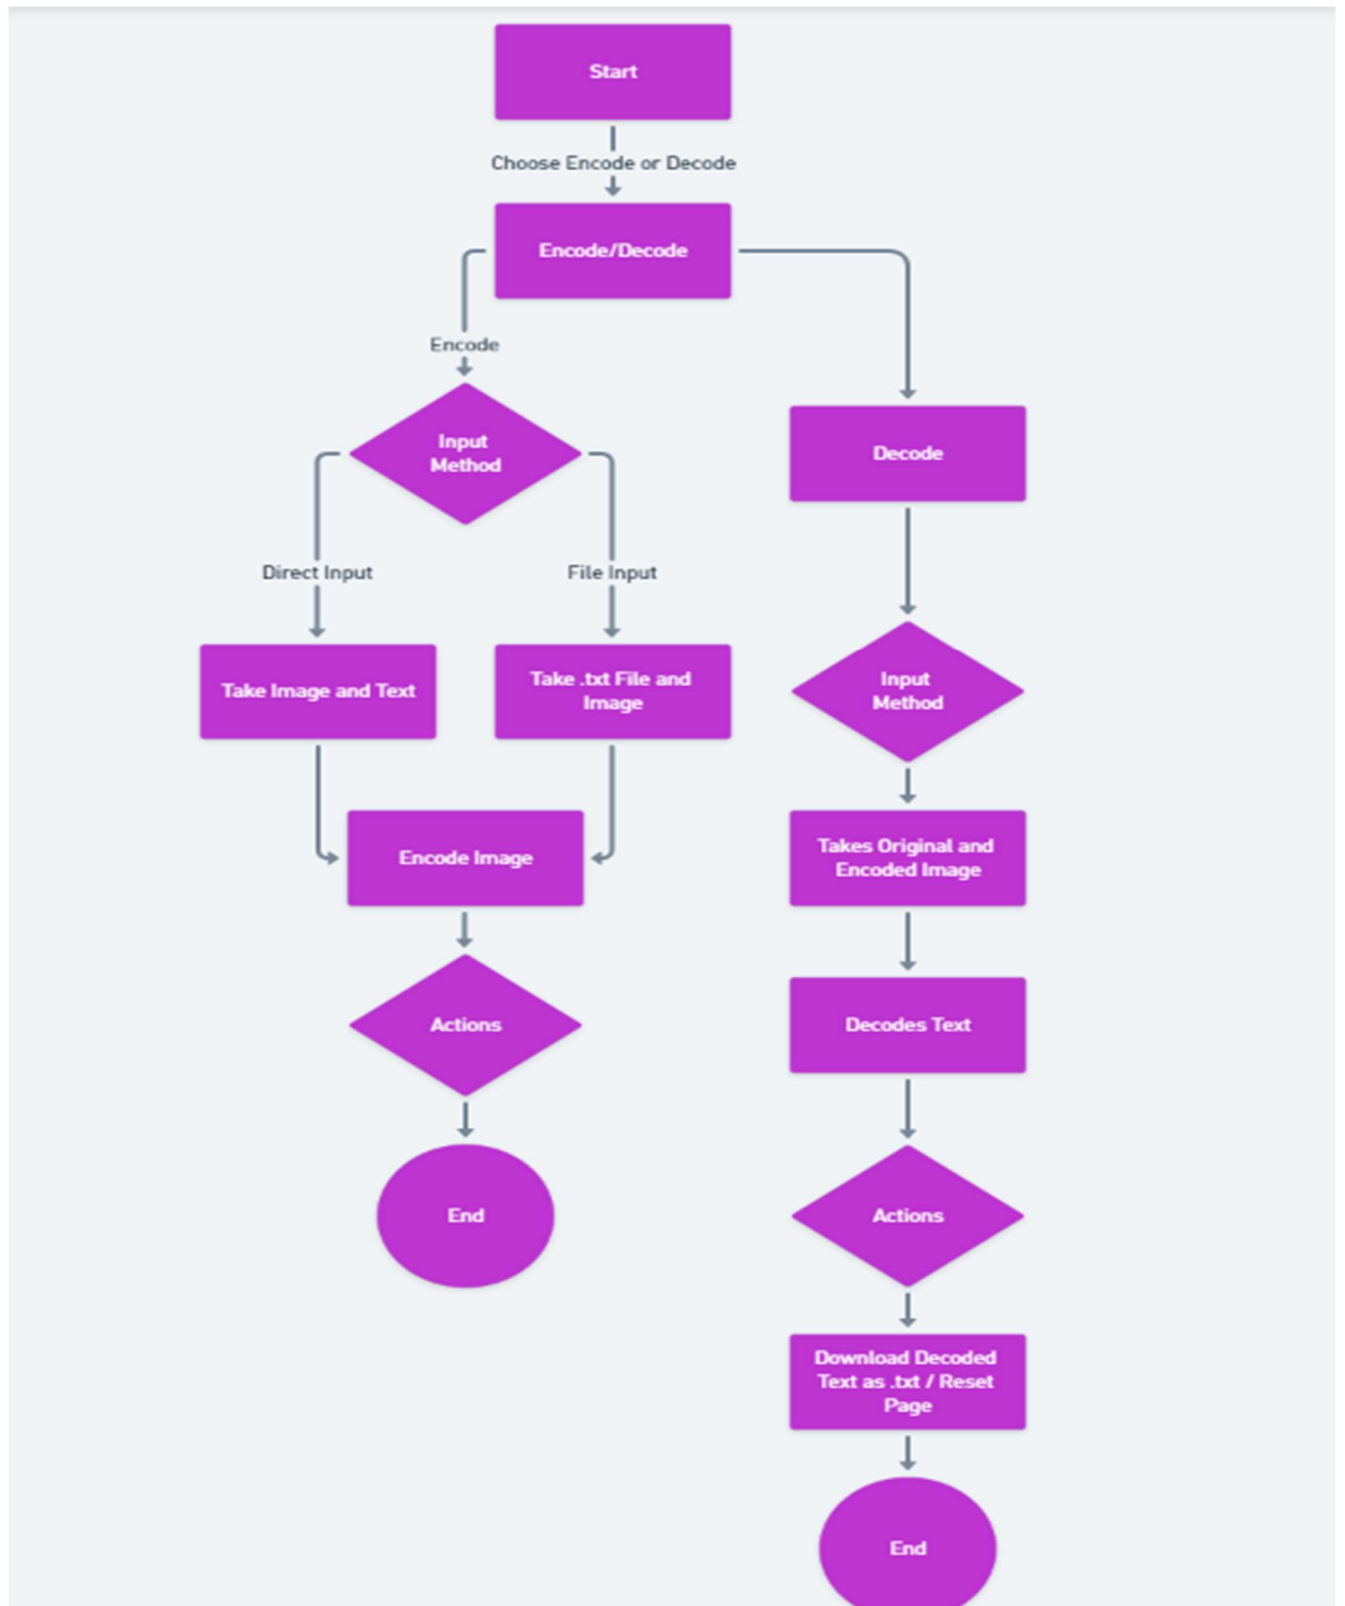 Start
Choose Encode or Decode
Encode/Decode
Encode
Input
Method
Direct Input
File Input
Take Image and Text
Take .txt File and
Image
Encode Image
Actions
End
Decode
Input
Method
Takes Original and
Encoded Image
Decodes Text
Actions
Download Decoded
Text as .txt / Reset
Page
End